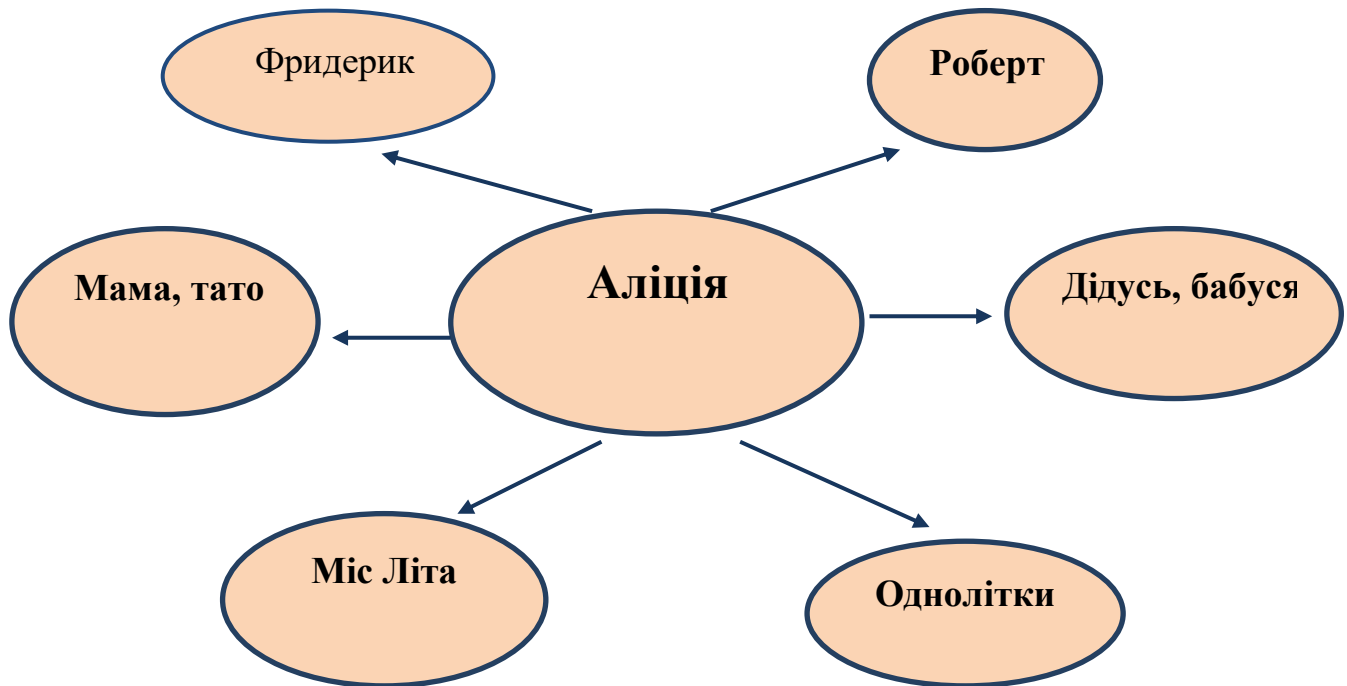 Фридерик
Роберт
Аліція
Мама, тато
Дідусь, бабуся
Міс Літа
Однолітки